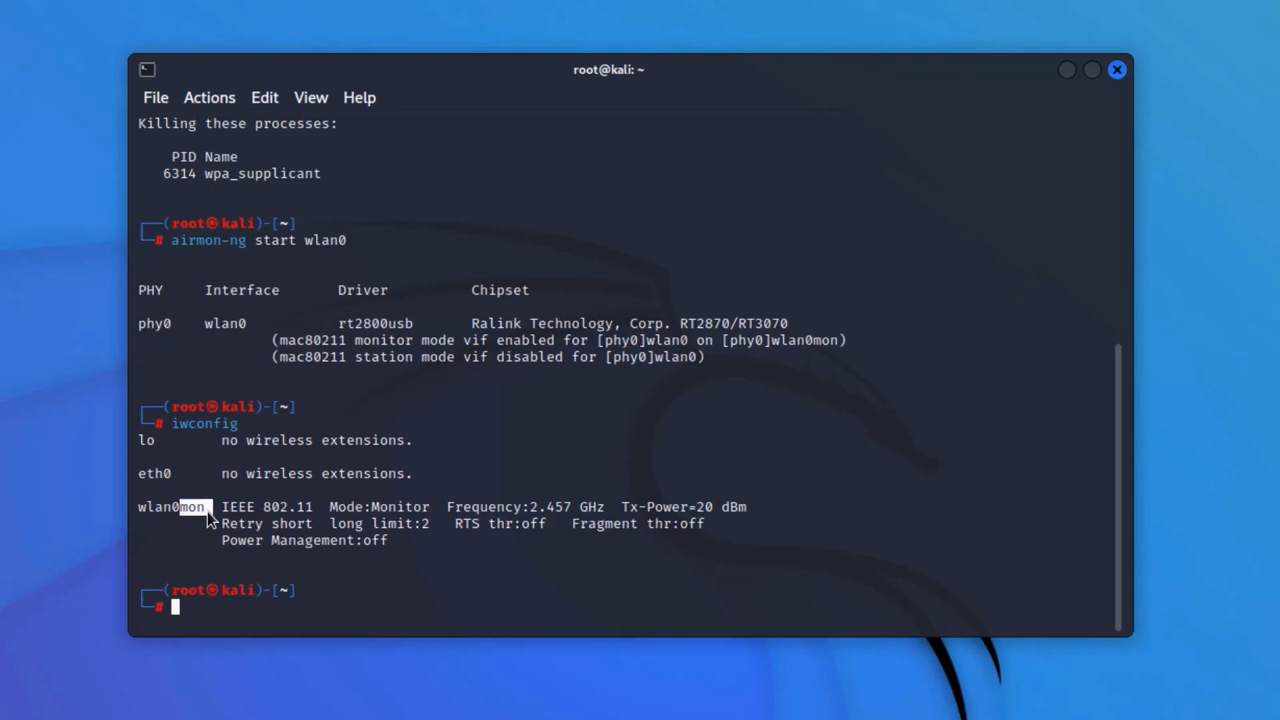 root@kali: ~
File Actions Edit View Help
Killing these processes:
PID Name
6314 wpa_supplicant
┌──(root㉿kali)-[~]
└─# airmon-ng start wlan0
PHY Interface Driver Chipset
phy0 wlan0 rt2800usb Ralink Technology, Corp. RT2870/RT3070
(mac80211 monitor mode vif enabled for [phy0]wlan0 on [phy0]wlan0mon)
(mac80211 station mode vif disabled for [phy0]wlan0)
┌──(root㉿kali)-[~]
└─# iwconfig
lo no wireless extensions.
eth0 no wireless extensions.
wlan0mon IEEE 802.11 Mode:Monitor Frequency:2.457 GHz Tx-Power=20 dBm
Retry short long limit:2 RTS thr:off Fragment thr:off
Power Management:off
┌──(root㉿kali)-[~]
└─#